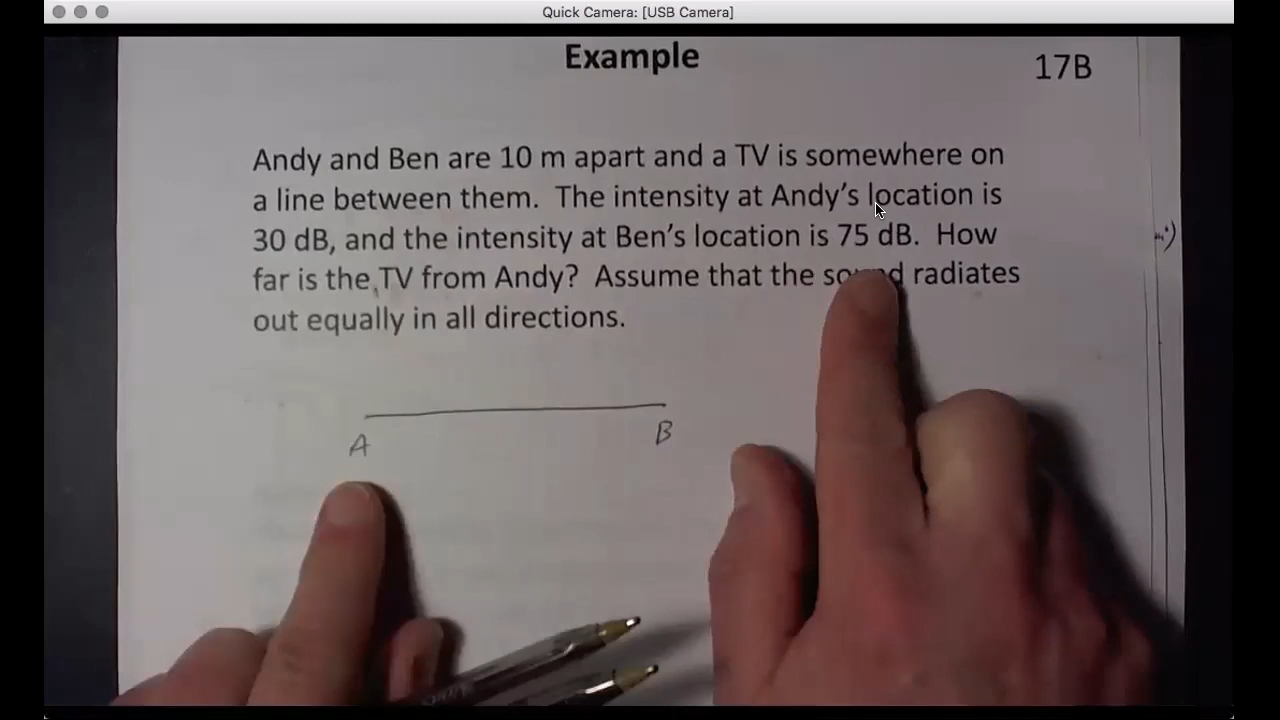 Quick Camera: [USB Camera]
Example
17B
Andy and Ben are 10 m apart and a TV is somewhere on
a line between them. The intensity at Andy's location is
30 dB, and the intensity at Ben's location is 75 dB. How
far is the TV from Andy? Assume that the sound radiates
out equally in all directions.
A
B